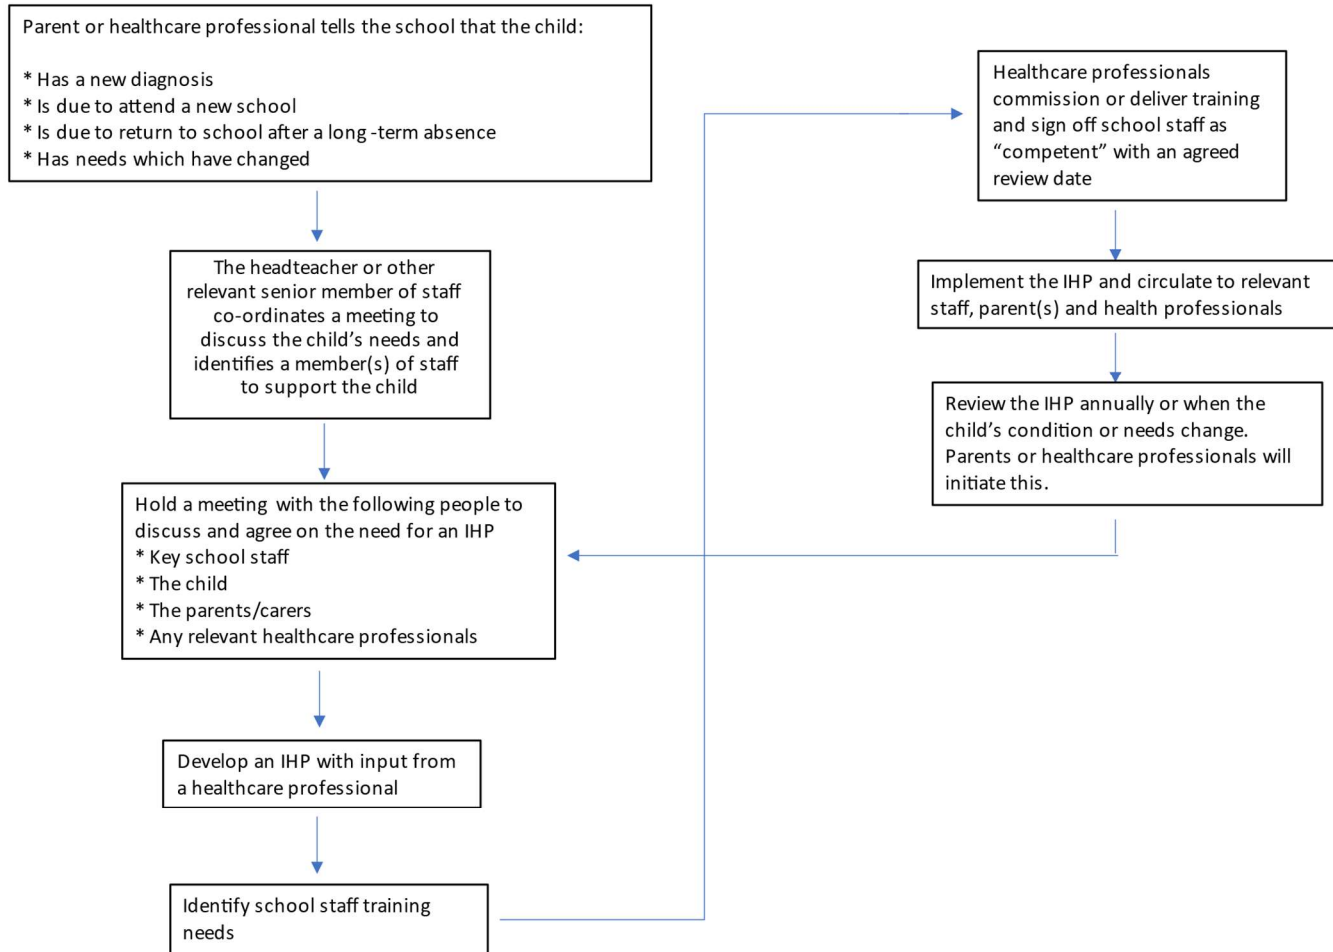 Parent or healthcare professional tells the school that the child:
* Has a new diagnosis
* Is due to attend a new school
* Is due to return to school after a long -term absence
* Has needs which have changed
The headteacher or other
relevant senior member of staff
co-ordinates a meeting to
discuss the child’s needs and
identifies a member(s) of staff
to support the child
Hold a meeting with the following people to
discuss and agree on the need for an IHP
* Key school staff
* The child
* The parents/carers
* Any relevant healthcare professionals
Develop an IHP with input from
a healthcare professional
Identify school staff training
needs
Healthcare professionals
commission or deliver training
and sign off school staff as
“competent” with an agreed
review date
Implement the IHP and circulate to relevant
staff, parent(s) and health professionals
Review the IHP annually or when the
child’s condition or needs change.
Parents or healthcare professionals will
initiate this.